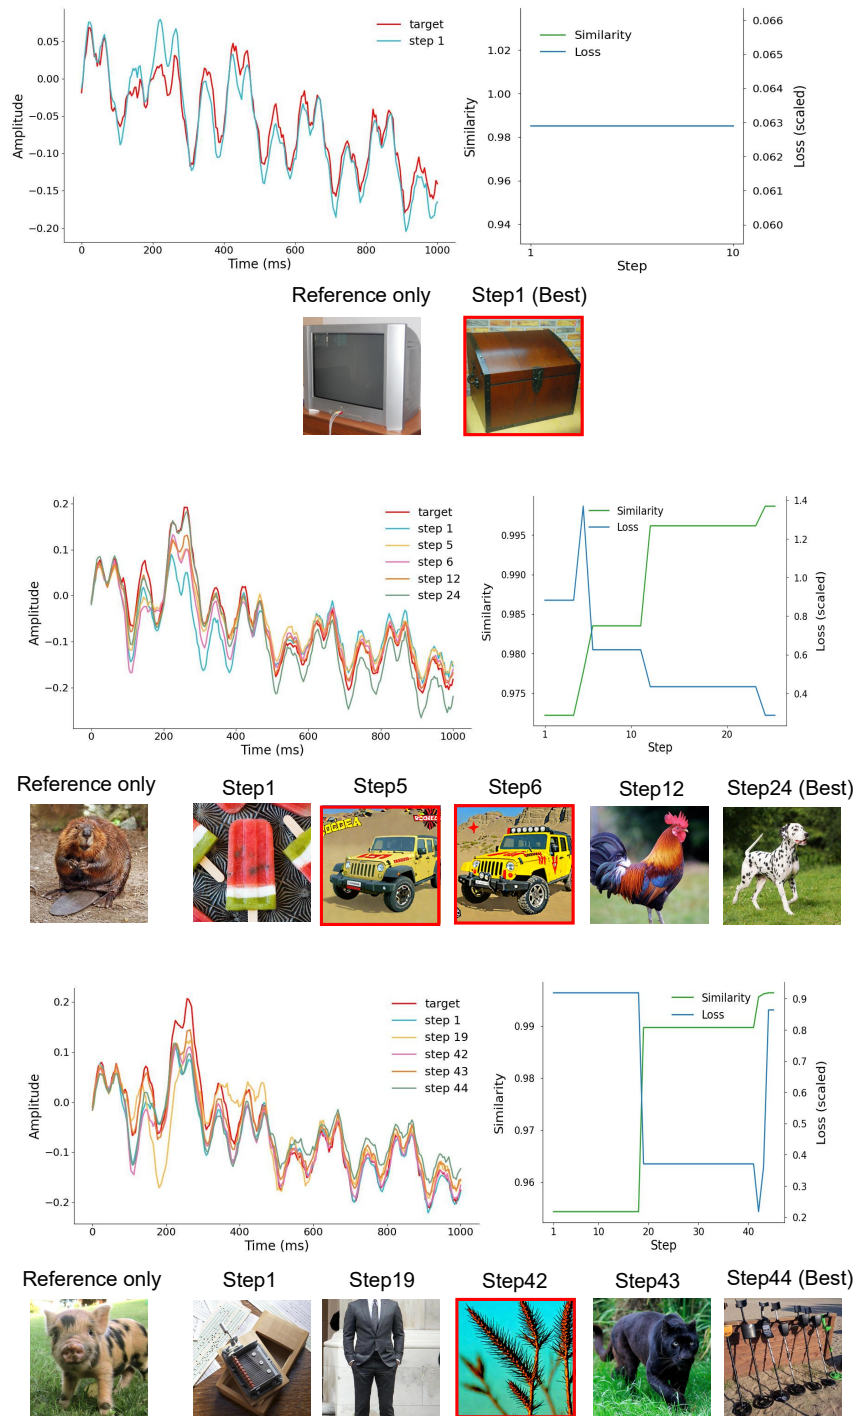 target
step 1
0.05
0.00
−0.05
−0.10
−0.15
−0.20
Amplitude
0 200 400 600 800 1000
Time (ms)
Similarity
Loss
1.02
1.00
0.98
0.96
0.94
Similarity
0.066
0.065
0.064
0.063
0.062
0.061
0.060
Loss (scaled)
1 10
Step
Reference only Step1 (Best)
target
step 1
step 5
step 6
step 12
step 24
0.2
0.1
0.0
−0.1
−0.2
Amplitude
0 200 400 600 800 1000
Time (ms)
Similarity
Loss
0.995
0.990
0.985
0.980
0.975
Similarity
1.4
1.2
1.0
0.8
0.6
0.4
Loss (scaled)
1 10 20
Step
Reference only Step1 Step5 Step6 Step12 Step24 (Best)
target
step 1
step 19
step 42
step 43
step 44
0.2
0.1
0.0
−0.1
−0.2
Amplitude
0 200 400 600 800 1000
Time (ms)
Similarity
Loss
0.99
0.98
0.97
0.96
Similarity
0.9
0.8
0.7
0.6
0.5
0.4
0.3
0.2
Loss (scaled)
1 10 20 30 40
Step
Reference only Step1 Step19 Step42 Step43 Step44 (Best)